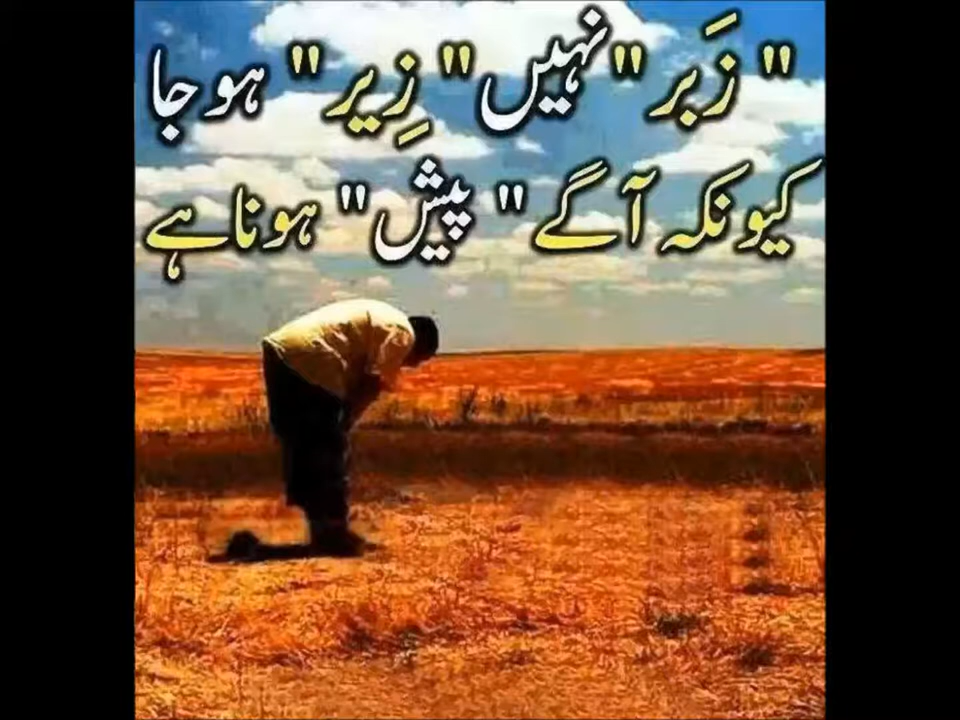 "زَبر" نہیں "زِیر" ہو جا
کیونکہ آگے "پیش" ہونا ہے